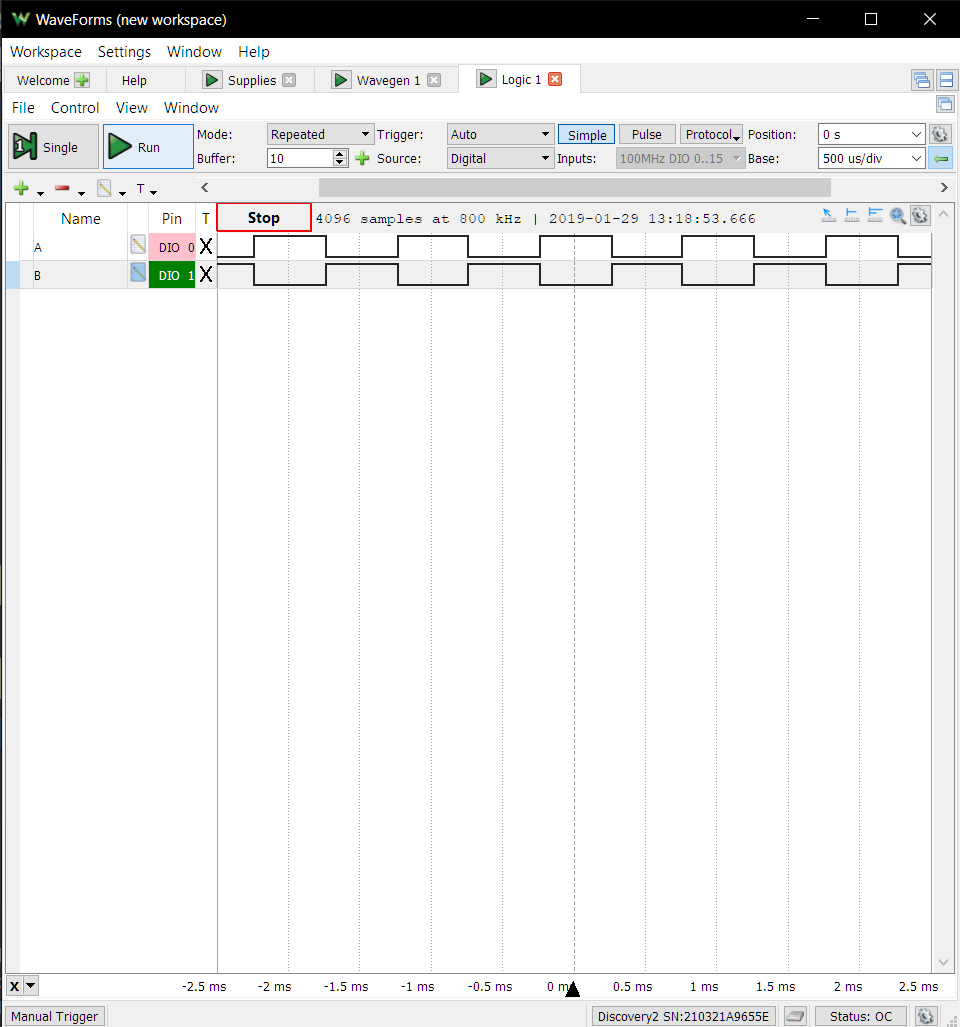 WaveForms (new workspace)
Workspace Settings Window Help
Welcome Help Supplies Wavegen 1 Logic 1
File Control View Window
1 Single Run Mode: Repeated Trigger: Auto Simple Pulse Protocol Position: 0 s
Buffer: 10 Source: Digital Inputs: 100MHz DIO 0..15 Base: 500 us/div
T
Name Pin T Stop 4096 samples at 800 kHz | 2019-01-29 13:18:53.666
A DIO 0 X
B DIO 1 X
X -2.5 ms -2 ms -1.5 ms -1 ms -0.5 ms 0 ms 0.5 ms 1 ms 1.5 ms 2 ms 2.5 ms
Manual Trigger Discovery2 SN:210321A9655E Status: OC